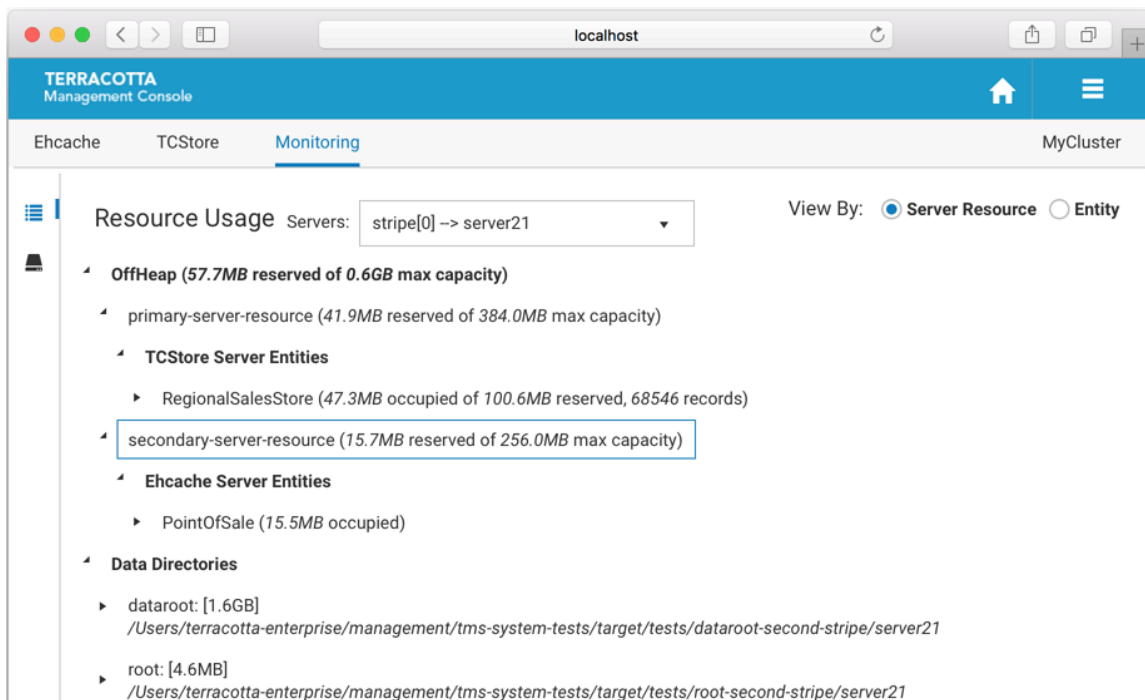 localhost
TERRACOTTA
Management Console
Ehcache TCStore Monitoring MyCluster
Resource Usage Servers: stripe[0] --> server21 View By: Server Resource Entity
OffHeap (57.7MB reserved of 0.6GB max capacity)
primary-server-resource (41.9MB reserved of 384.0MB max capacity)
TCStore Server Entities
RegionalSalesStore (47.3MB occupied of 100.6MB reserved, 68546 records)
secondary-server-resource (15.7MB reserved of 256.0MB max capacity)
Ehcache Server Entities
PointOfSale (15.5MB occupied)
Data Directories
dataroot: [1.6GB]
/Users/terracotta-enterprise/management/tms-system-tests/target/tests/dataroot-second-stripe/server21
root: [4.6MB]
/Users/terracotta-enterprise/management/tms-system-tests/target/tests/root-second-stripe/server21